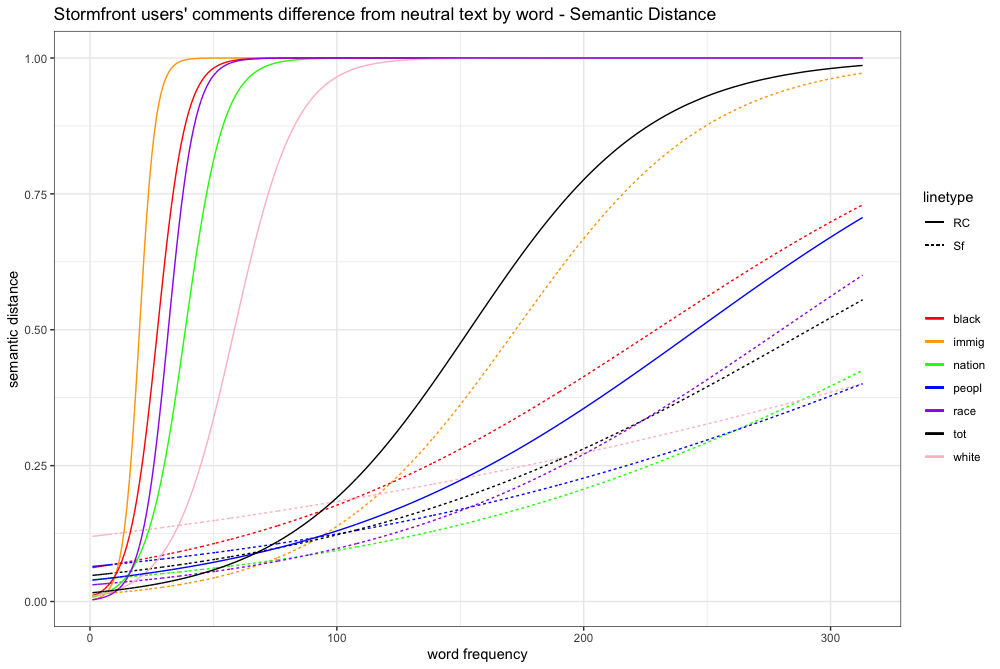 Stormfront users' comments difference from neutral text by word - Semantic Distance
1.00
0.75
0.50
0.25
0.00
semantic distance
0
100
200
300
word frequency
linetype
RC
Sf
black
immig
nation
peopl
race
tot
white